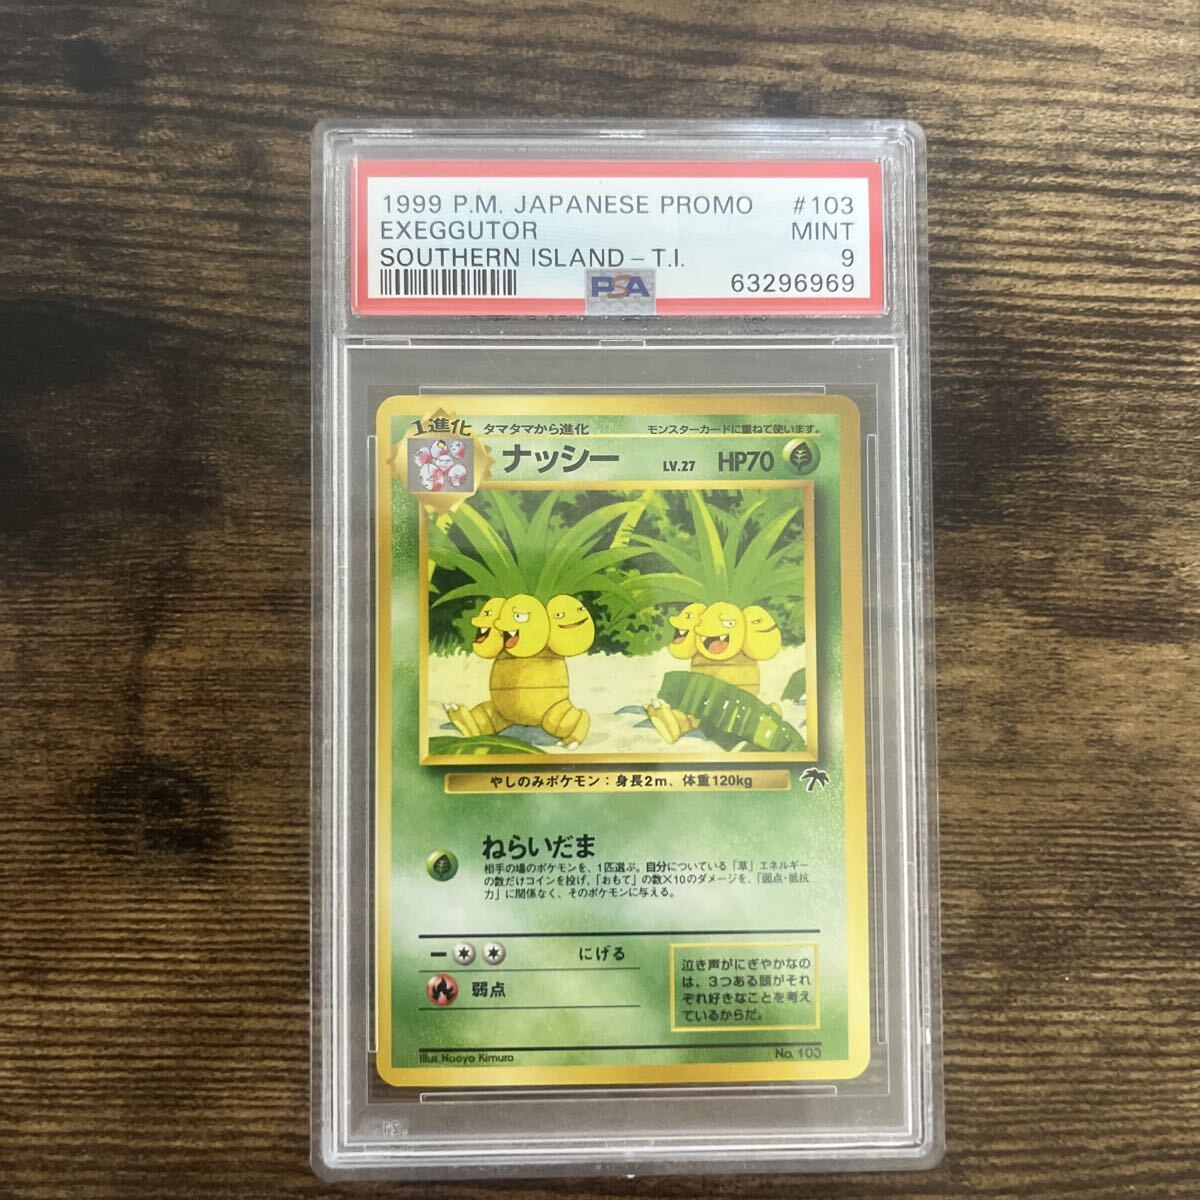 1999 P.M. JAPANESE PROMO #103
EXEGGUTOR MINT
SOUTHERN ISLAND-T.I. 9
PSA 63296969
1進化 タマタマから進化 モンスターカードに重ねて使います。
ナッシー LV.27 HP70
やしのみポケモン：身長2m、体重120kg
ねらいだま
相手の場のポケモンを、1匹選ぶ。自分についている「草」エネルギー
の数だけコインを投げ、「おもて」の数×10のダメージを、「弱点・抵抗
力」に関係なく、そのポケモンに与える。
ー にげる
弱点
泣き声がにぎやかなの
は、3つある頭がそれ
ぞれ好きなことを考え
ているからだ。
Illus Naoyo Kimura No. 103